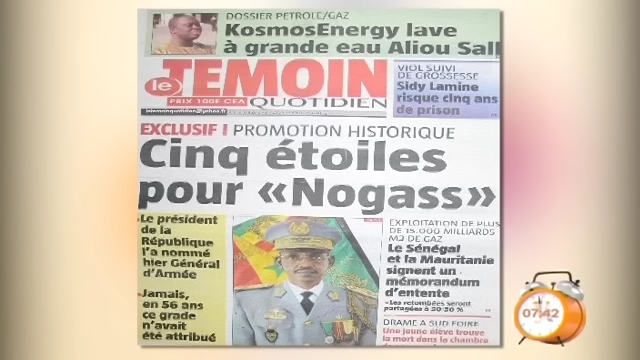 DOSSIER PETROLE/GAZ
KosmosEnergy lave
à grande eau Aliou Sall
le TEMOIN
PRIX 100F CFA QUOTIDIEN
VIOL SUIVI
DE GROSSESSE
Sidy Lamine
risque cinq ans
de prison
EXCLUSIF ! PROMOTION HISTORIQUE
Cinq étoiles
pour «Nogass»
Le président
de la
République
l'a nommé
hier Général
d'Armée
Jamais,
en 56 ans
ce grade
n'avait
été attribué
EXPLOITATION DE PLUS
DE 15.000 MILLIARDS
M3 DE GAZ
Le Sénégal
et la Mauritanie
signent un
mémorandum
d'entente
Les retombées seront
partagées à 50-50 %
DRAME A SUD FOIRE
Une jeune élève trouve
la mort dans la chambre
07:42